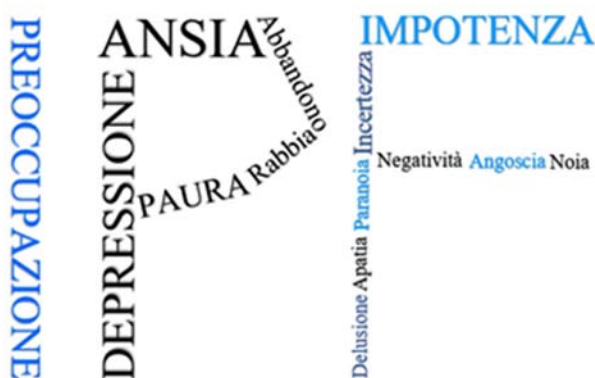 PREOCCUPAZIONE
DEPRESSIONE
ANSIA
Abbandono
PAURA Rabbia
IMPOTENZA
Delusione Apatia Paranoia Incertezza
Negatività Angoscia Noia